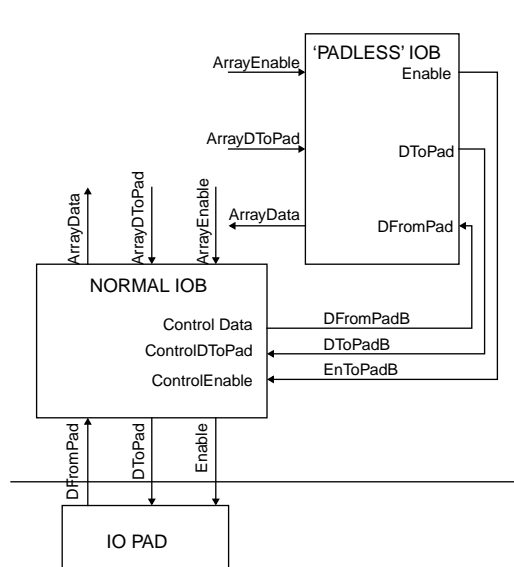 'PADLESS' IOB
ArrayEnable
Enable
ArrayDToPad
DToPad
ArrayData
DFromPad
ArrayData
ArrayDToPad
ArrayEnable
NORMAL IOB
Control Data
DFromPadB
ControlDToPad
DToPadB
ControlEnable
EnToPadB
DFromPad
DToPad
Enable
IO PAD